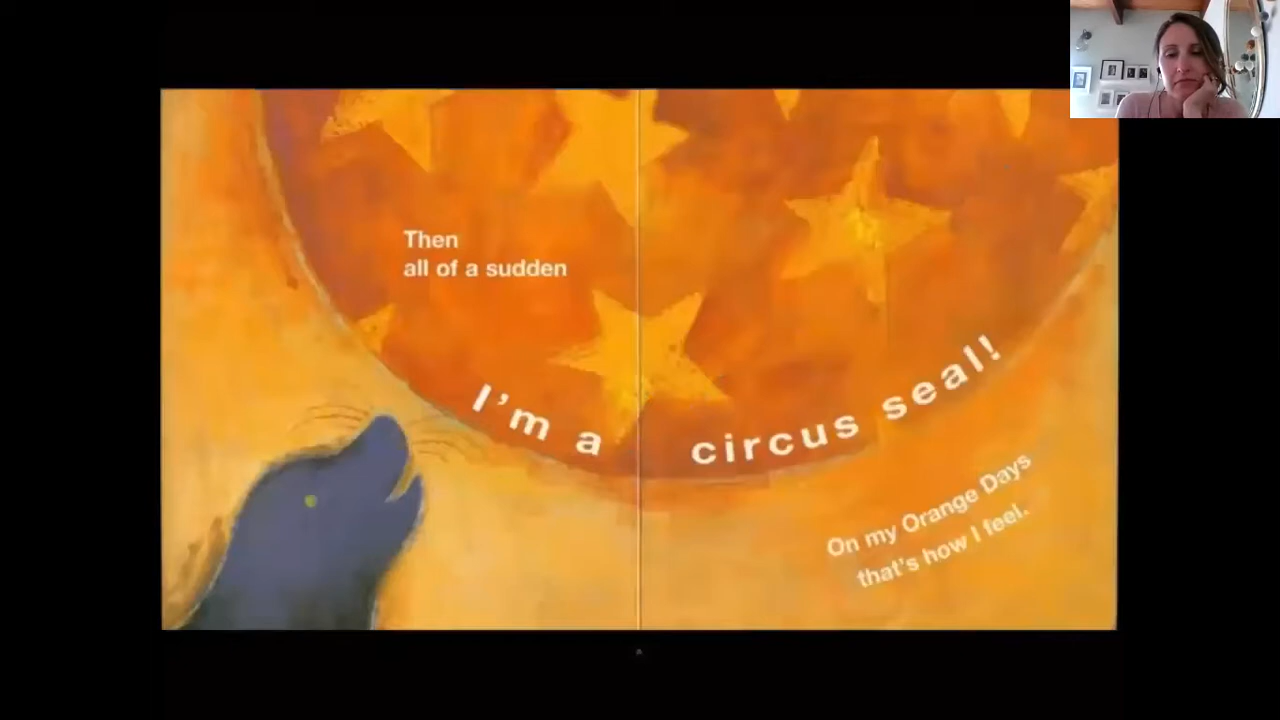 Then
all of a sudden
I'm a circus seal!
On my Orange Days
that's how I feel.